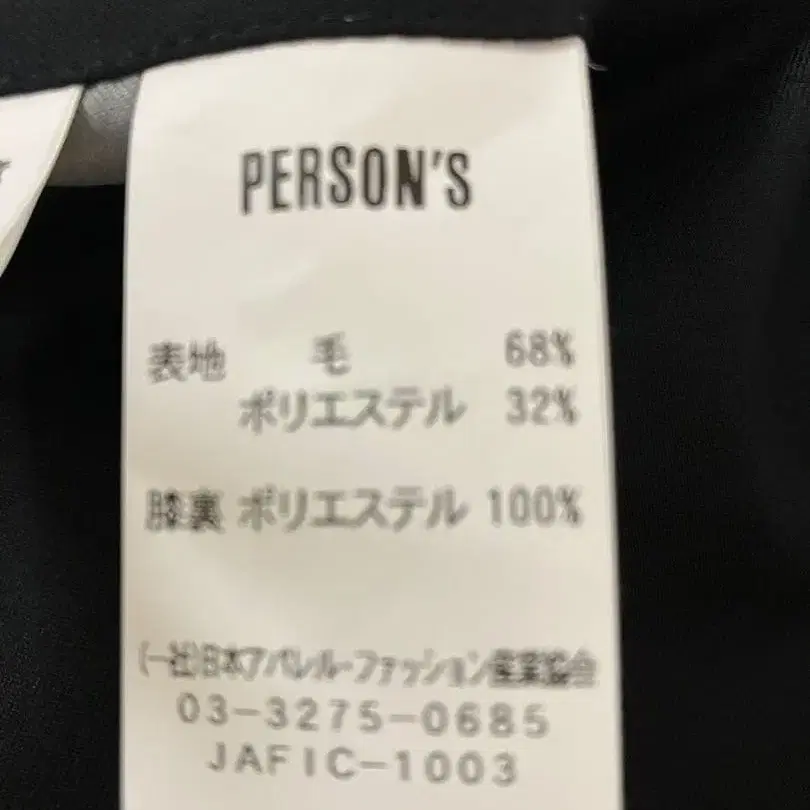 PERSON'S
表地 毛 68%
ポリエステル 32%
膝裏 ポリエステル 100%
(一社)日本アパレル・ファッション産業協会
03-3275-0685
JAFIC-1003